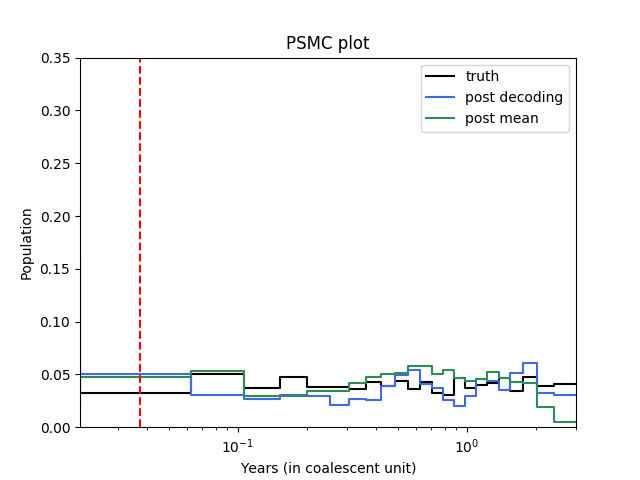 PSMC plot
0.35
0.30
0.25
0.20
0.15
0.10
0.05
0.00
Population
truth
post decoding
post mean
10⁻¹
10⁰
Years (in coalescent unit)